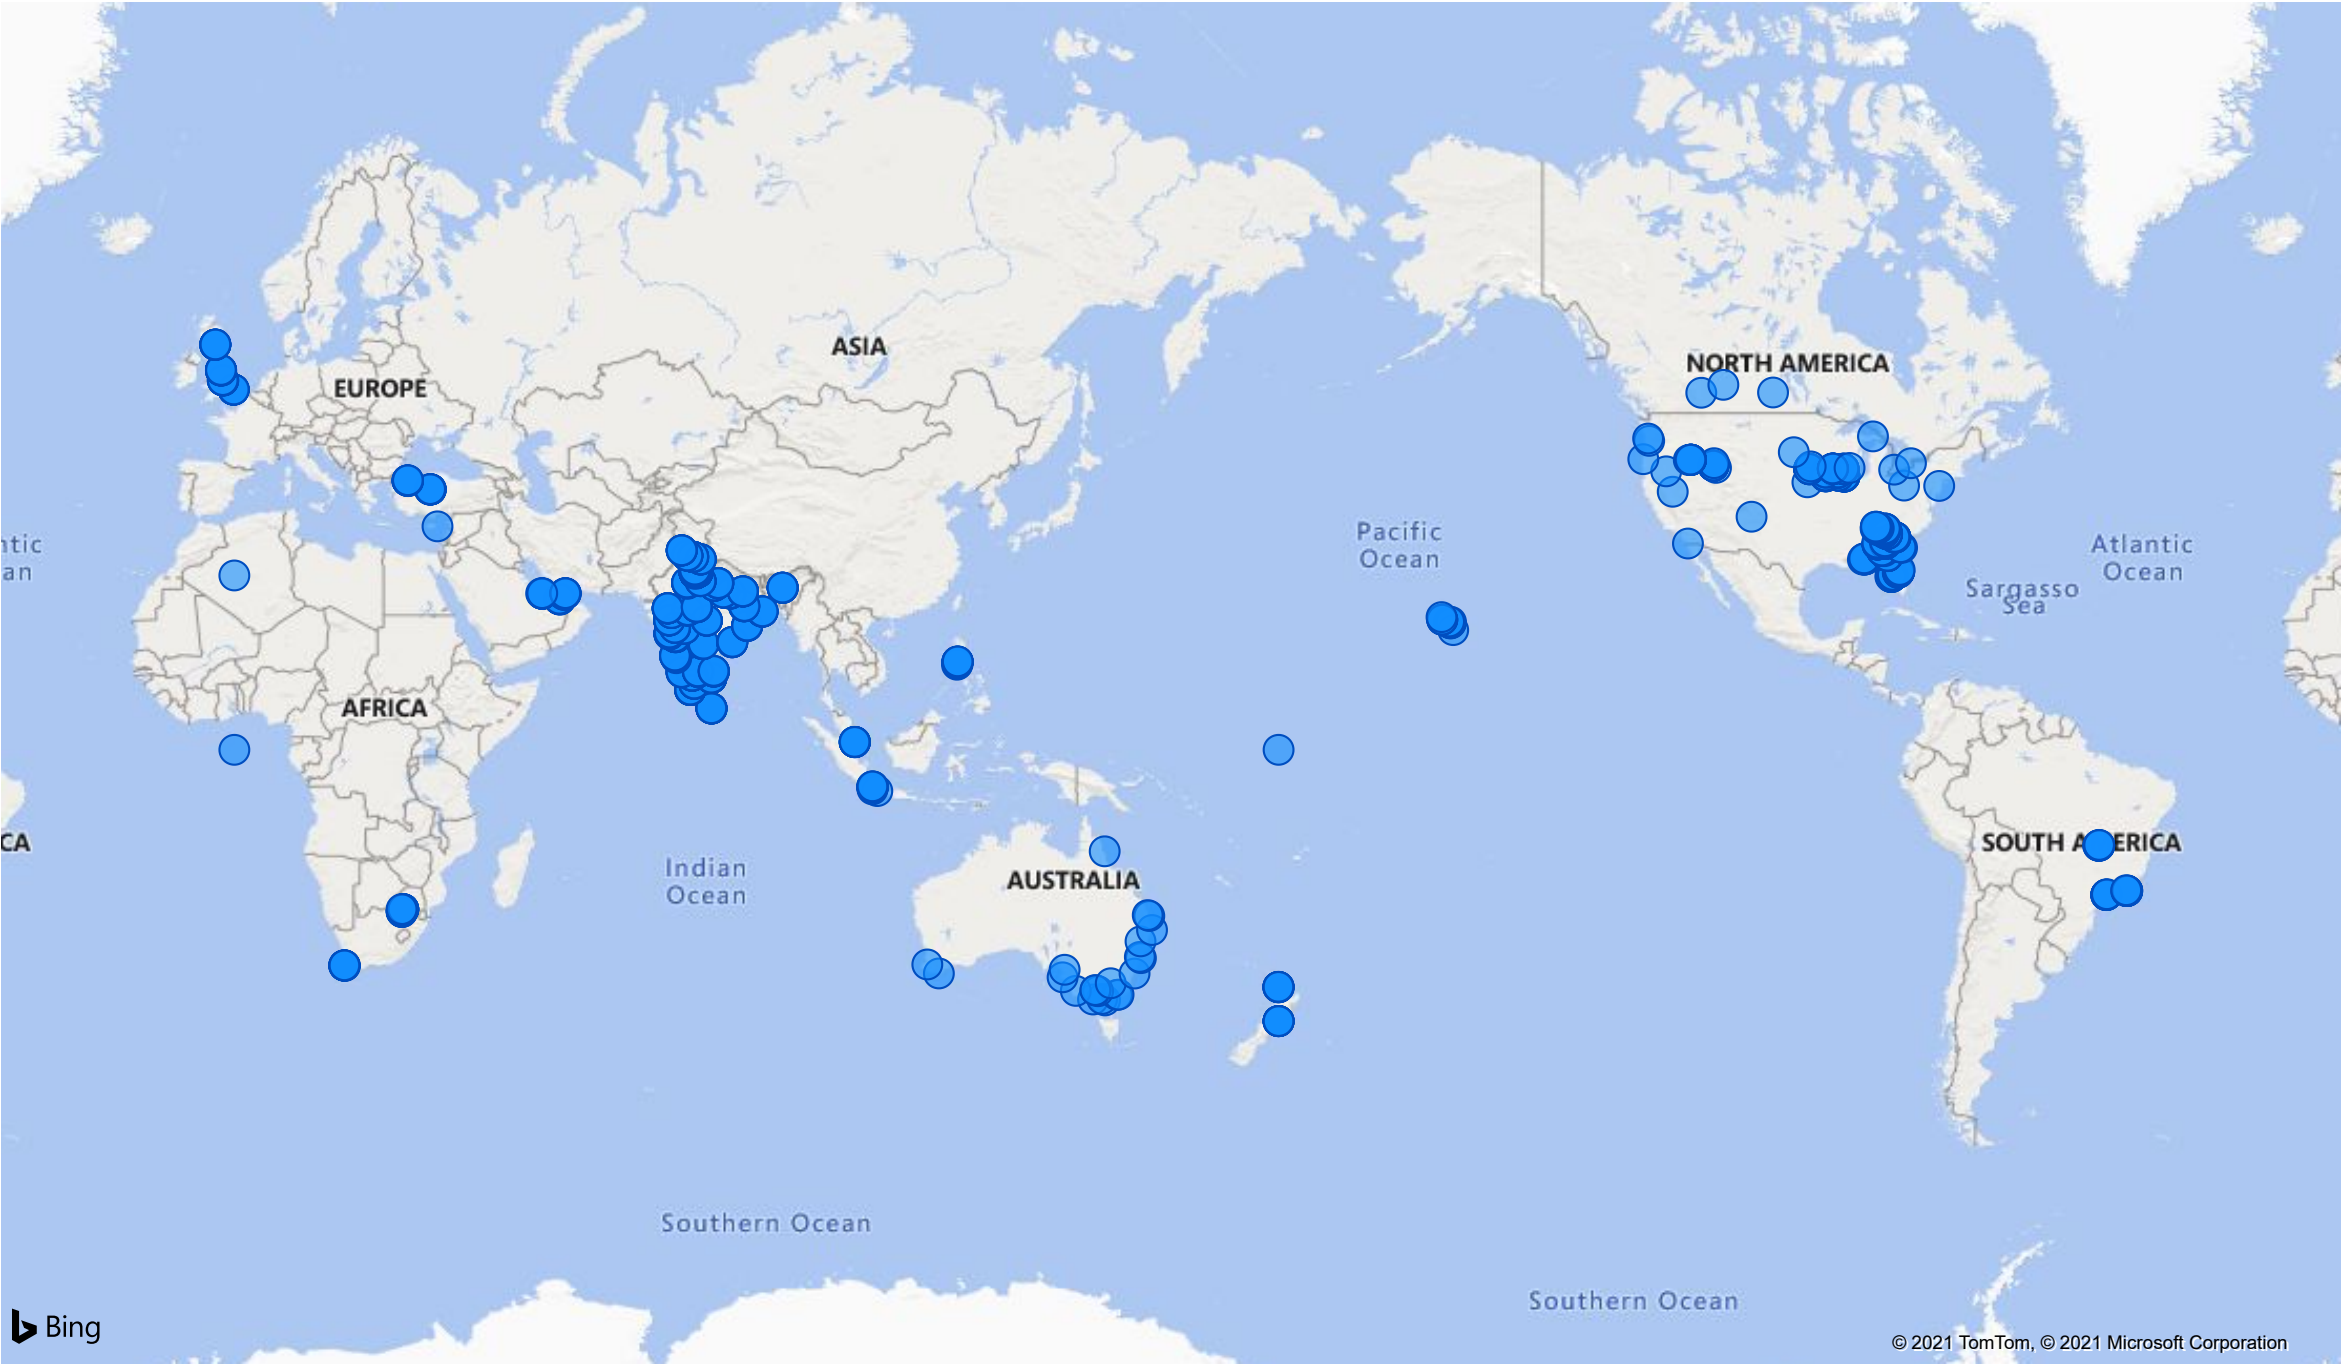 ASIA
NORTH AMERICA
EUROPE
Pacific
Ocean
ntic
an
Atlantic
Ocean
Sargasso
Sea
AFRICA
CA
SOUTH A ERICA
Indian
Ocean
AUSTRALIA
Southern Ocean
Southern Ocean
Bing
© 2021 TomTom, © 2021 Microsoft Corporation